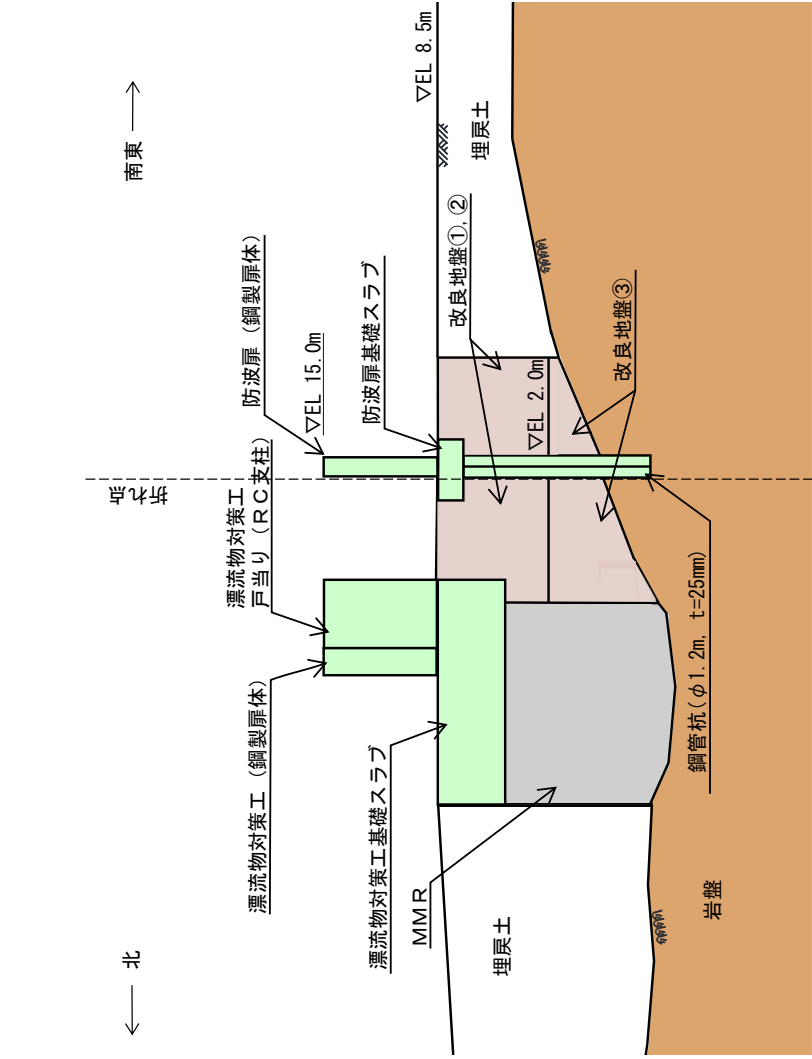 北
南東
折れ点
漂流物対策工（鋼製扉体）
漂流物対策工
戸当り（ＲＣ支柱）
防波扉（鋼製扉体）
▽EL 15.0m
漂流物対策工基礎スラブ
防波扉基礎スラブ
▽EL 8.5m
ＭＭＲ
改良地盤①,②
埋戻土
埋戻土
▽EL 2.0m
改良地盤③
鋼管杭(φ1.2m, t=25mm)
岩盤